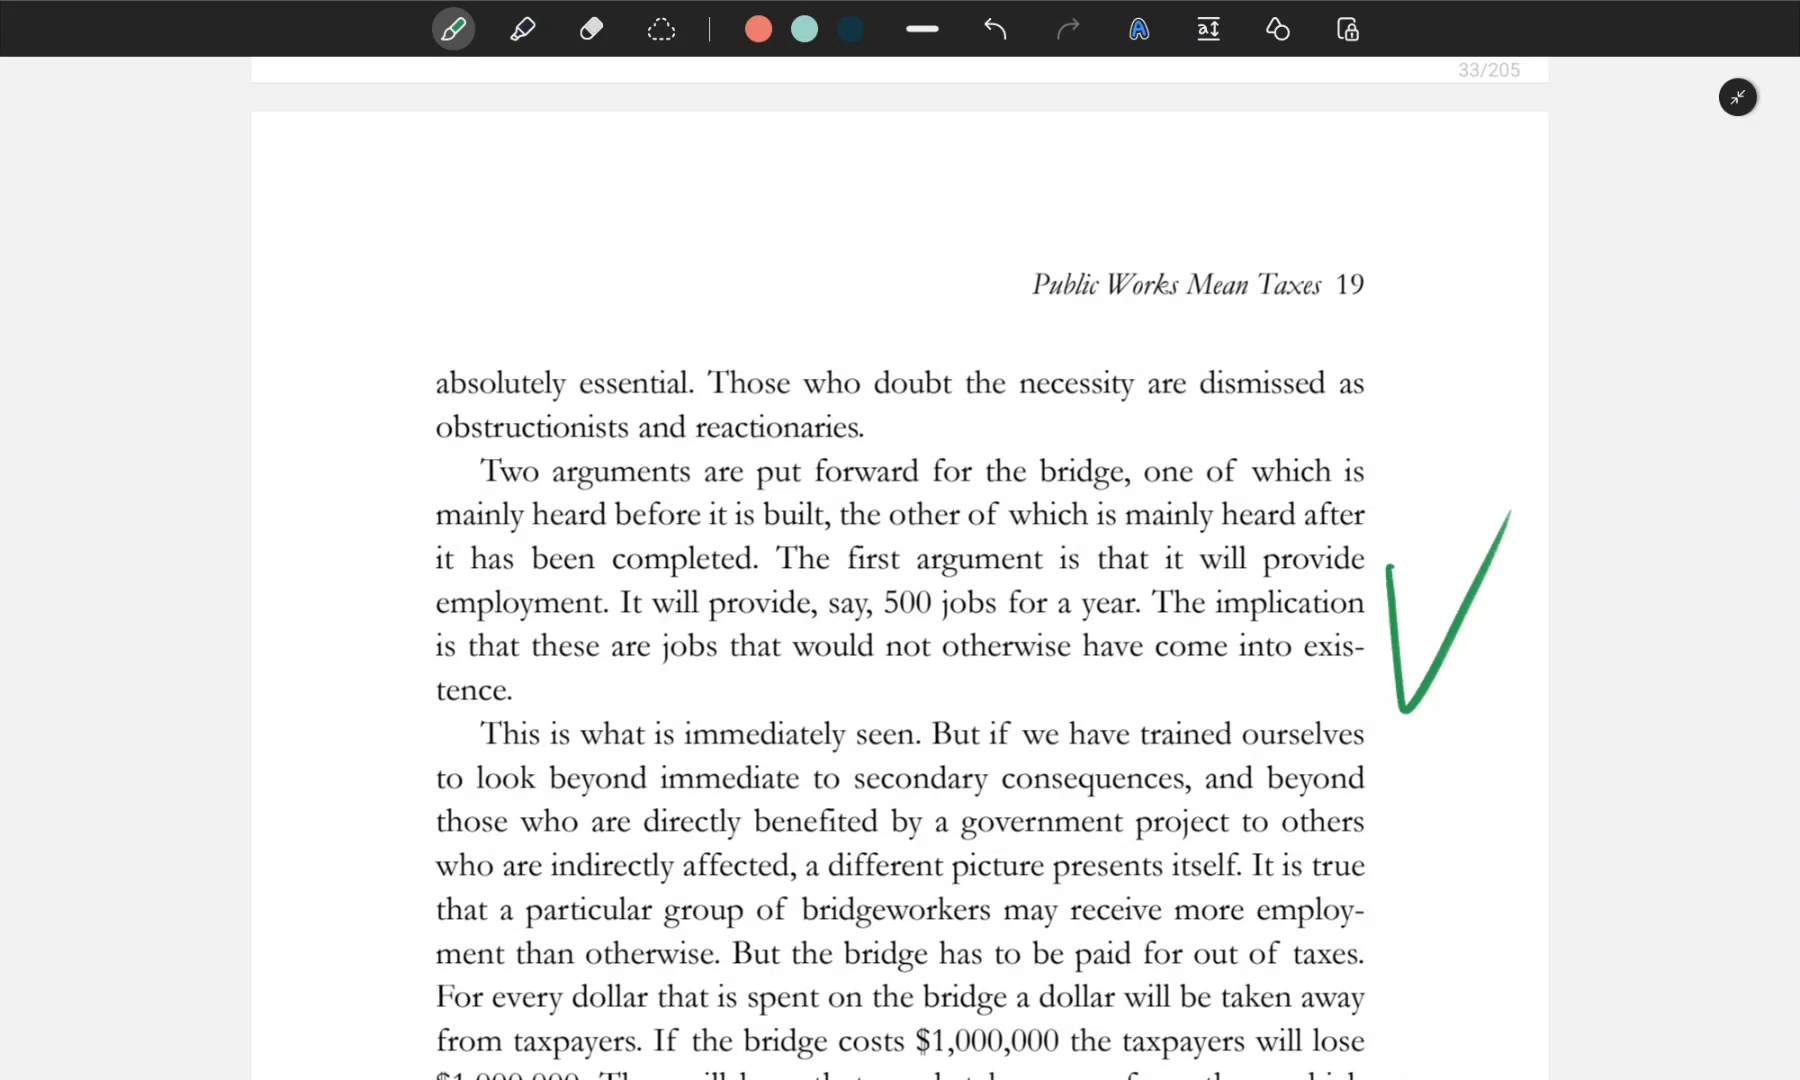 33/205
Public Works Mean Taxes 19
absolutely essential. Those who doubt the necessity are dismissed as
obstructionists and reactionaries.
Two arguments are put forward for the bridge, one of which is
mainly heard before it is built, the other of which is mainly heard after
it has been completed. The first argument is that it will provide
employment. It will provide, say, 500 jobs for a year. The implication
is that these are jobs that would not otherwise have come into exis-
tence.
This is what is immediately seen. But if we have trained ourselves
to look beyond immediate to secondary consequences, and beyond
those who are directly benefited by a government project to others
who are indirectly affected, a different picture presents itself. It is true
that a particular group of bridgeworkers may receive more employ-
ment than otherwise. But the bridge has to be paid for out of taxes.
For every dollar that is spent on the bridge a dollar will be taken away
from taxpayers. If the bridge costs $1,000,000 the taxpayers will lose